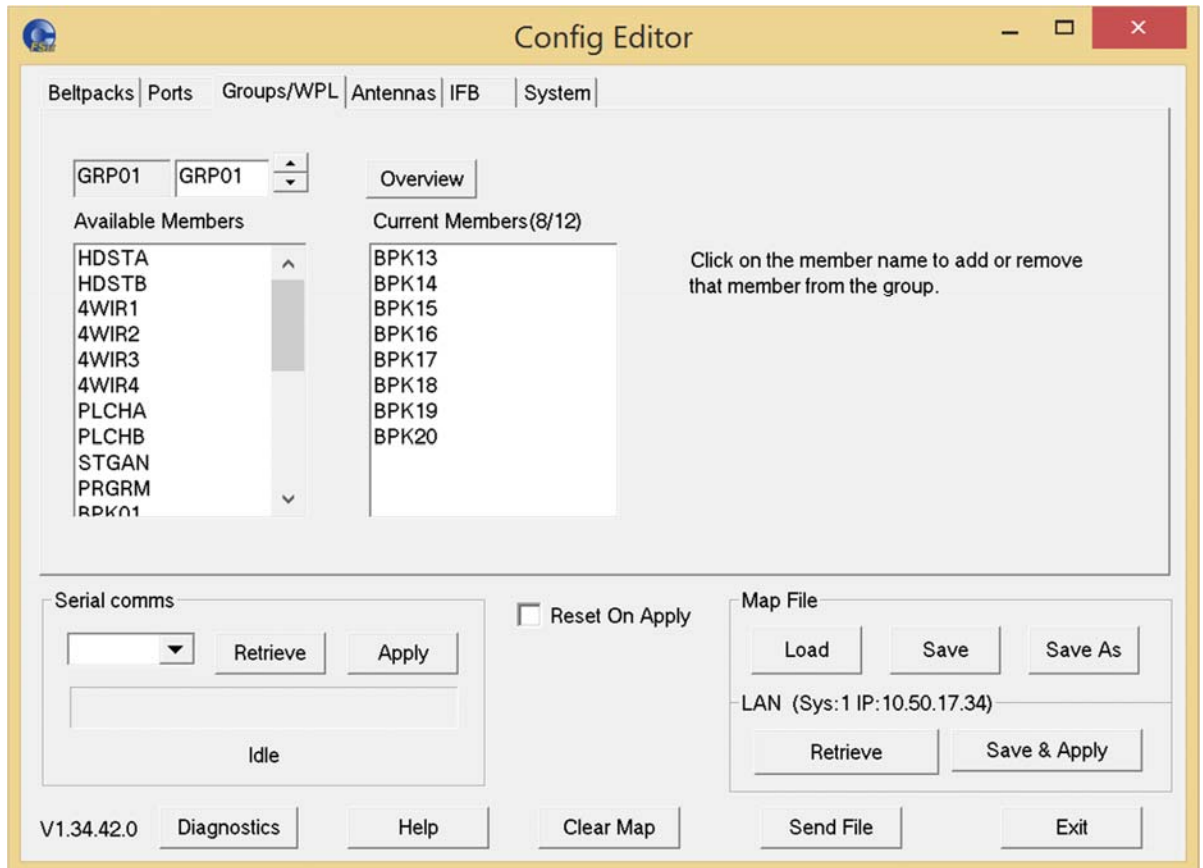 Config Editor
Beltpacks Ports Groups/WPL Antennas IFB System
GRP01 GRP01 Overview
Available Members
HDSTA
HDSTB
4WIR1
4WIR2
4WIR3
4WIR4
PLCHA
PLCHB
STGAN
PRGRM
BPK01
Current Members(8/12)
BPK13
BPK14
BPK15
BPK16
BPK17
BPK18
BPK19
BPK20
Click on the member name to add or remove
that member from the group.
Serial comms
Retrieve Apply
Idle
Reset On Apply
Map File
Load Save Save As
LAN (Sys:1 IP:10.50.17.34)
Retrieve Save & Apply
V1.34.42.0 Diagnostics Help Clear Map Send File Exit